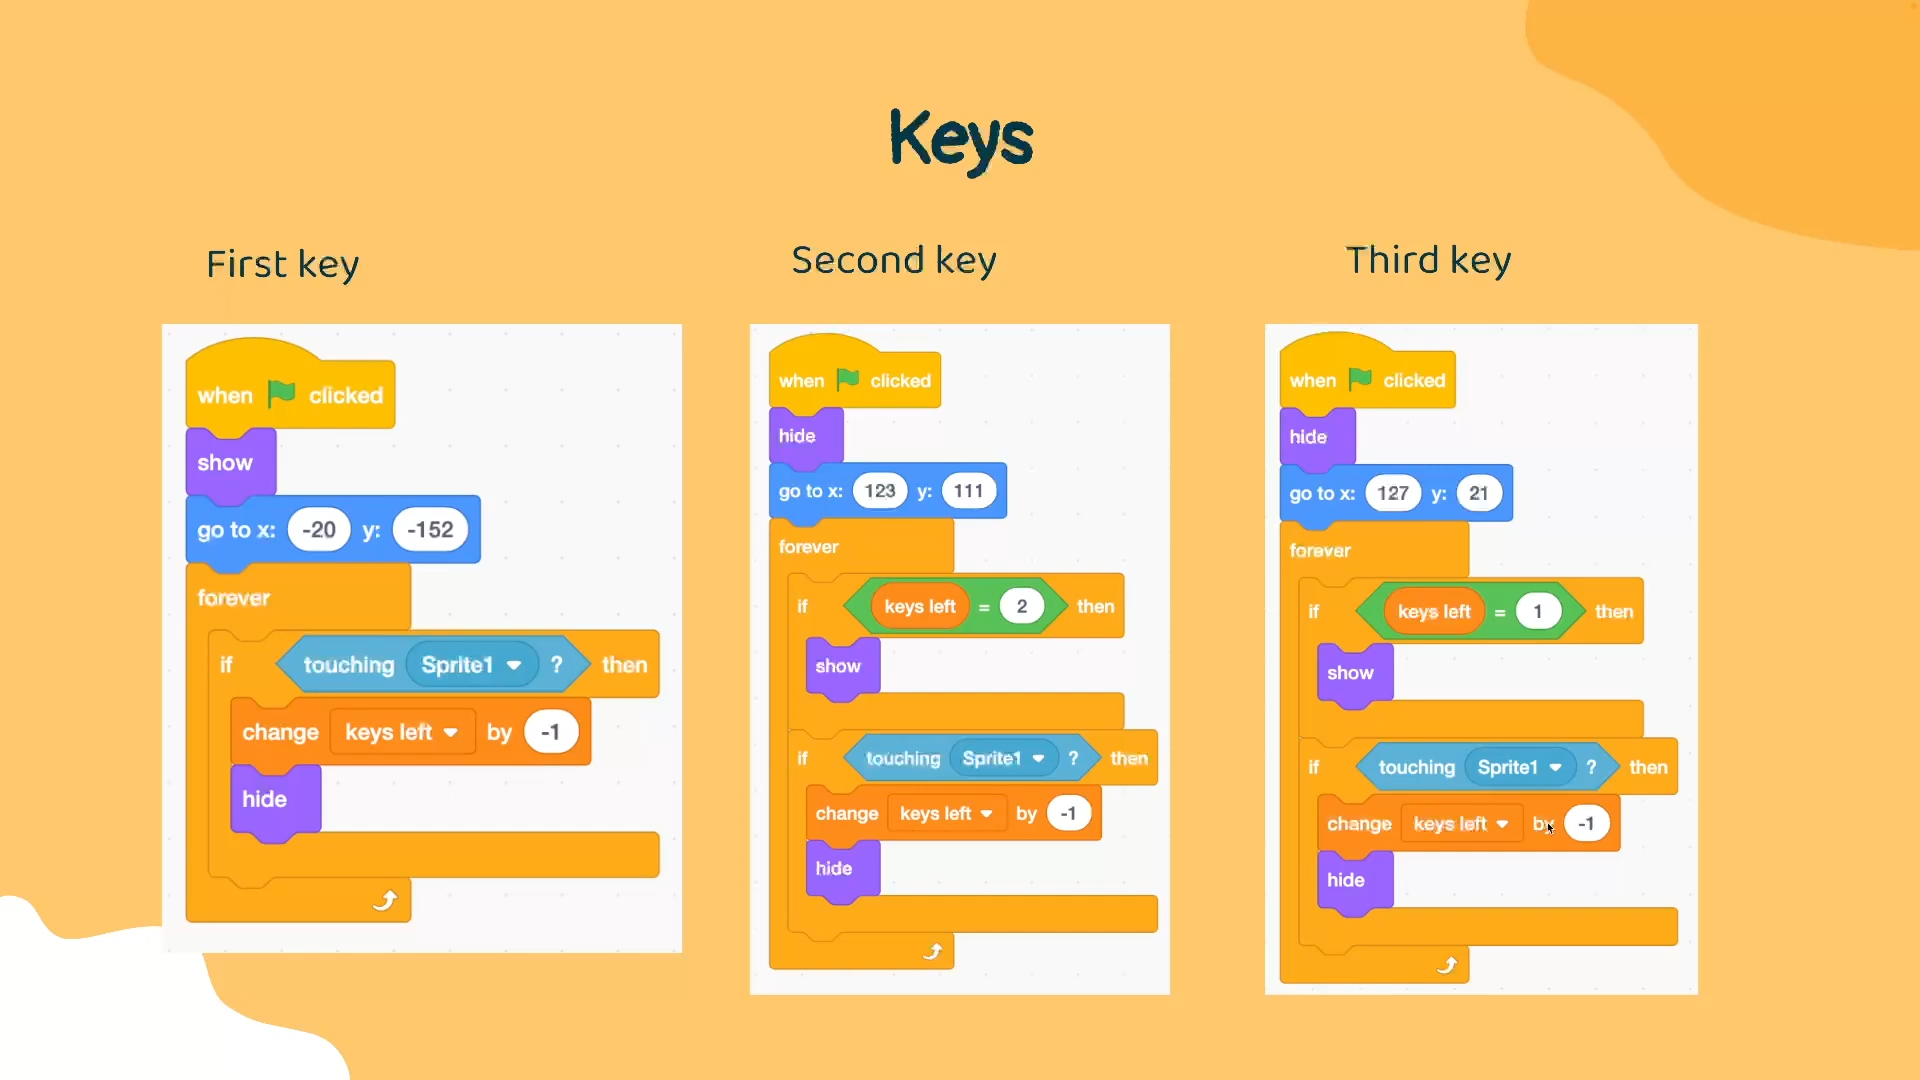 Keys
First key
when clicked
show
go to x: -20 y: -152
forever
if touching Sprite1 ? then
change keys left by -1
hide
Second key
when clicked
hide
go to x: 123 y: 111
forever
if keys left = 2 then
show
if touching Sprite1 ? then
change keys left by -1
hide
Third key
when clicked
hide
go to x: 127 y: 21
forever
if keys left = 1 then
show
if touching Sprite1 ? then
change keys left by -1
hide